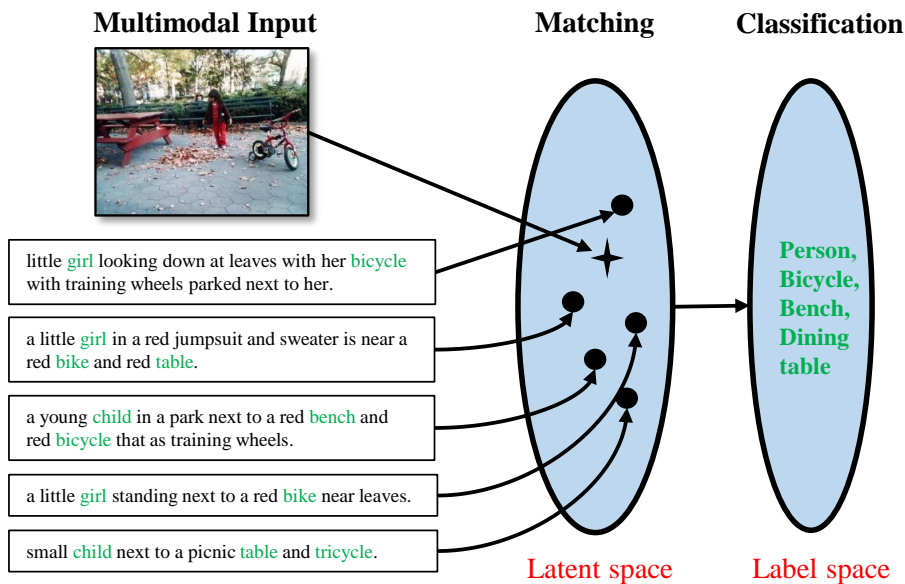 Multimodal Input
Matching
Classification
little girl looking down at leaves with her bicycle
with training wheels parked next to her.
a little girl in a red jumpsuit and sweater is near a
red bike and red table.
a young child in a park next to a red bench and
red bicycle that as training wheels.
a little girl standing next to a red bike near leaves.
small child next to a picnic table and tricycle.
Person,
Bicycle,
Bench,
Dining
table
Latent space
Label space